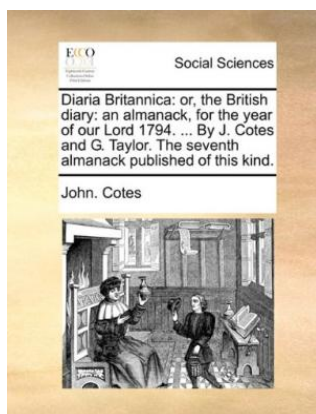 ECCO
Social Sciences
Diaria Britannica: or, the British
diary: an almanack, for the year
of our Lord 1794. ... By J. Cotes
and G. Taylor. The seventh
almanack published of this kind.
John. Cotes